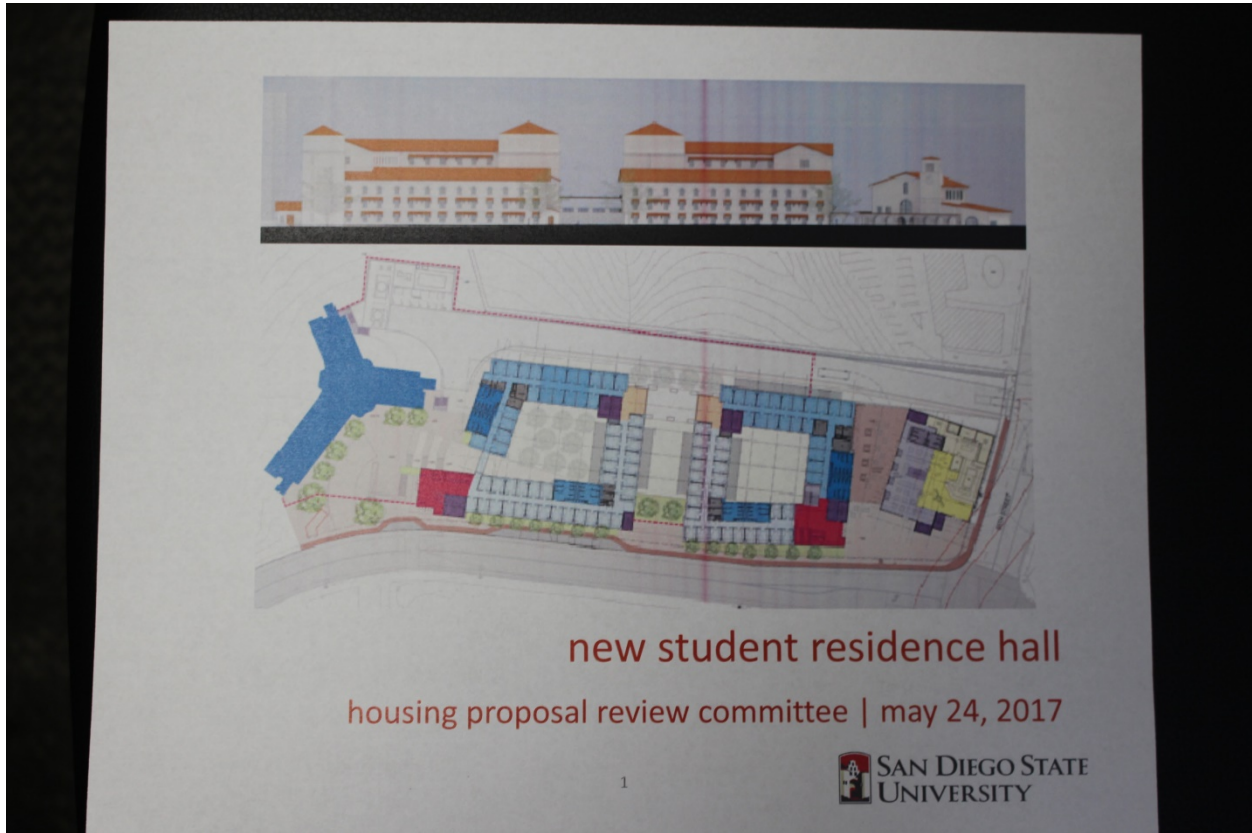 new student residence hall
housing proposal review committee | may 24, 2017
1
SAN DIEGO STATE
UNIVERSITY